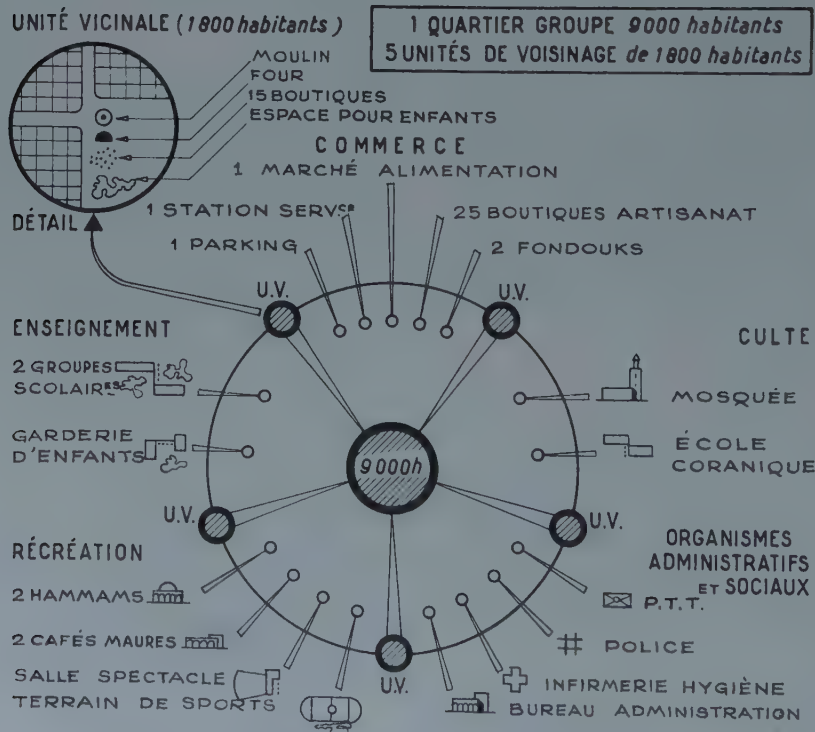 UNITÉ VICINALE (1800 habitants)
1 QUARTIER GROUPE 9000 habitants
5 UNITÉS DE VOISINAGE de 1800 habitants
MOULIN
FOUR
15 BOUTIQUES
ESPACE POUR ENFANTS
DÉTAIL
COMMERCE
1 MARCHÉ ALIMENTATION
1 STATION SERVCE
25 BOUTIQUES ARTISANAT
1 PARKING
2 FONDOUKS
U.V.
U.V.
ENSEIGNEMENT
2 GROUPES
SCOLAIRES
GARDERIE
D'ENFANTS
CULTE
MOSQUÉE
ÉCOLE
CORANIQUE
9000h
U.V.
U.V.
RÉCRÉATION
2 HAMMAMS
2 CAFÉS MAURES
SALLE SPECTACLE
TERRAIN DE SPORTS
U.V.
ORGANISMES
ADMINISTRATIFS
ET SOCIAUX
P.T.T.
POLICE
INFIRMERIE HYGIÈNE
BUREAU ADMINISTRATION